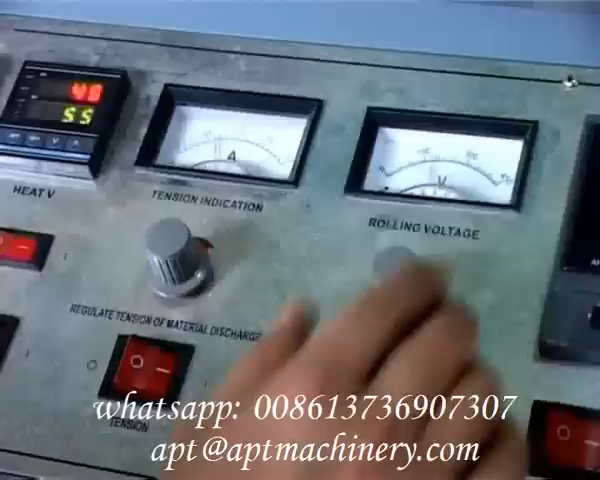 48
55
A
V
HEAT V
TENSION INDICATION
ROLLING VOLTAGE
REGULATE TENSION OF MATERIAL DISCHARGE
TENSION
whatsapp: 008613736907307
apt@aptmachinery.com